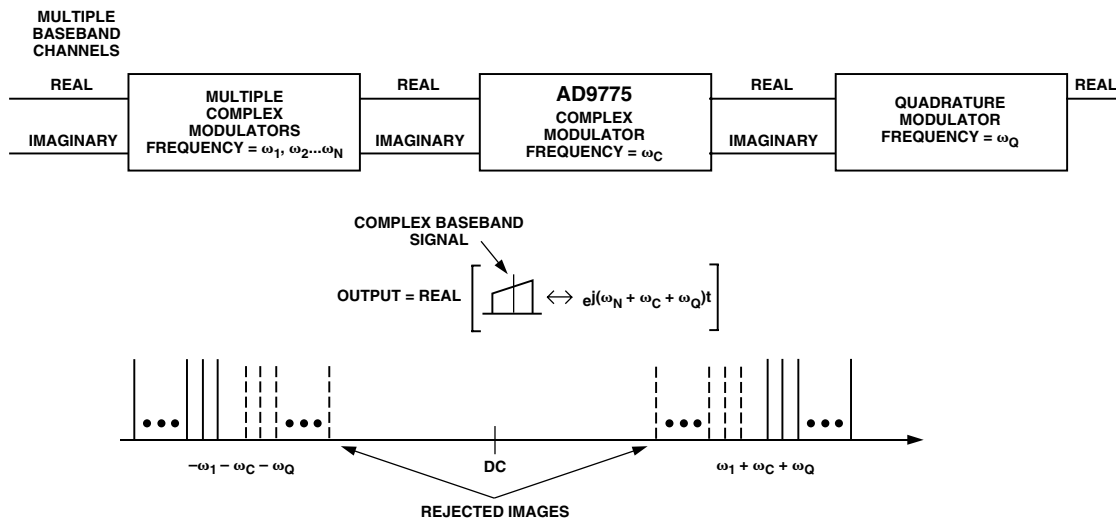 MULTIPLE
BASEBAND
CHANNELS
REAL
IMAGINARY
MULTIPLE
COMPLEX
MODULATORS
FREQUENCY = ω1, ω2...ωN
REAL
IMAGINARY
AD9775
COMPLEX
MODULATOR
FREQUENCY = ωC
REAL
IMAGINARY
QUADRATURE
MODULATOR
FREQUENCY = ωQ
REAL
COMPLEX BASEBAND
SIGNAL
OUTPUT = REAL [ ↔ ej(ωN + ωC + ωQ)t ]
–ω1 – ωC – ωQ
DC
ω1 + ωC + ωQ
REJECTED IMAGES